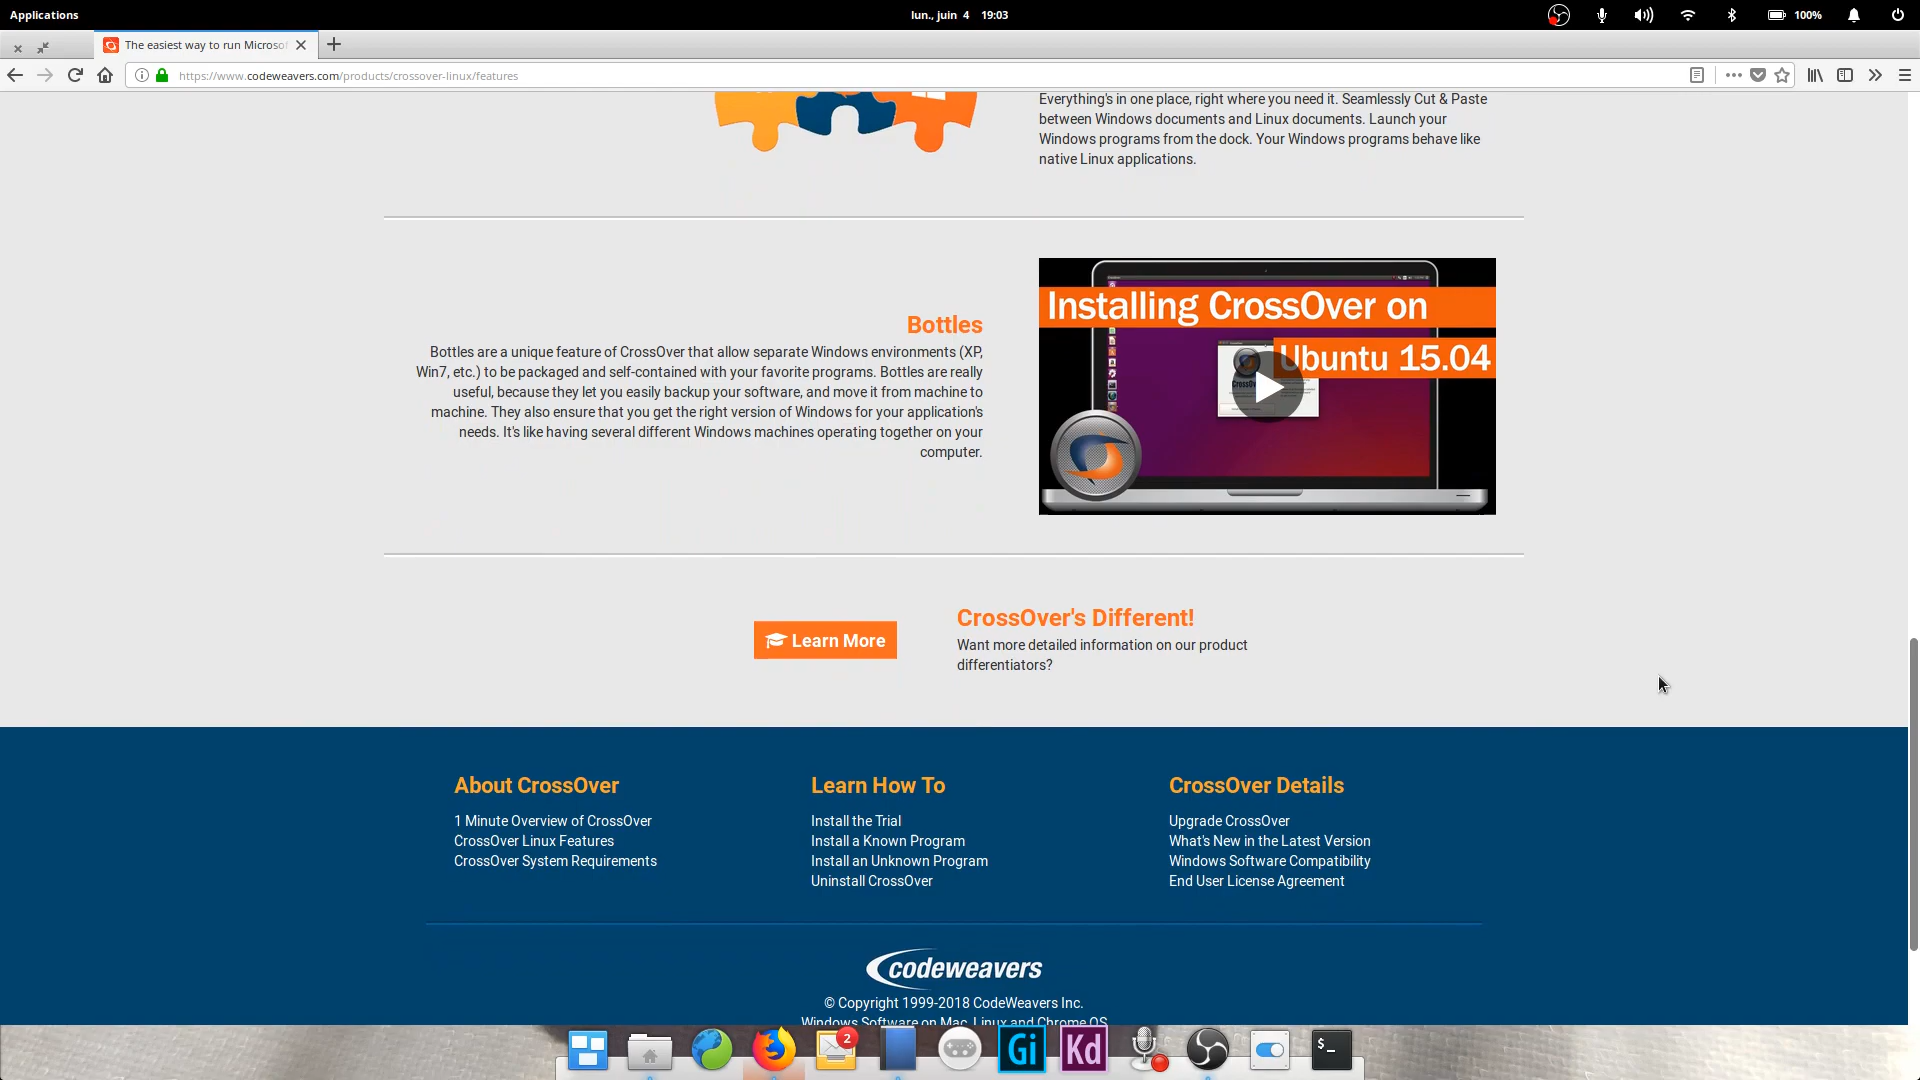 Applications
lun., juin 4 19:03
100%
The easiest way to run Microsof
https://www.codeweavers.com/products/crossover-linux/features
Everything's in one place, right where you need it. Seamlessly Cut & Paste
between Windows documents and Linux documents. Launch your
Windows programs from the dock. Your Windows programs behave like
native Linux applications.
Bottles
Bottles are a unique feature of CrossOver that allow separate Windows environments (XP,
Win7, etc.) to be packaged and self-contained with your favorite programs. Bottles are really
useful, because they let you easily backup your software, and move it from machine to
machine. They also ensure that you get the right version of Windows for your application's
needs. It's like having several different Windows machines operating together on your
computer.
Installing CrossOver on
Ubuntu 15.04
Learn More
CrossOver's Different!
Want more detailed information on our product
differentiators?
About CrossOver
1 Minute Overview of CrossOver
CrossOver Linux Features
CrossOver System Requirements
Learn How To
Install the Trial
Install a Known Program
Install an Unknown Program
Uninstall CrossOver
CrossOver Details
Upgrade CrossOver
What's New in the Latest Version
Windows Software Compatibility
End User License Agreement
codeweavers
© Copyright 1999-2018 CodeWeavers Inc.
Windows Software on Mac, Linux and Chrome OS
2
Gi
Kd
$_